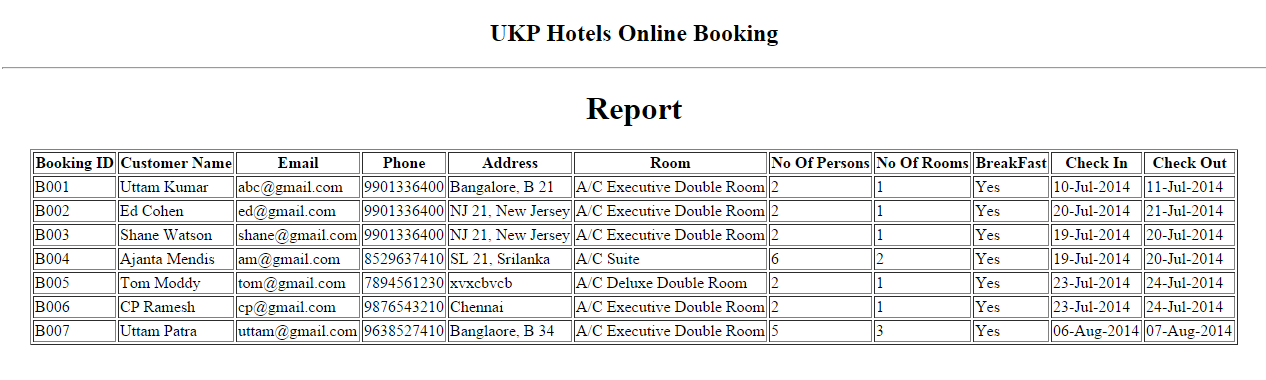 UKP Hotels Online Booking
Report
Booking ID Customer Name Email Phone Address Room No Of Persons No Of Rooms BreakFast Check In Check Out
B001 Uttam Kumar abc@gmail.com 9901336400 Bangalore, B 21 A/C Executive Double Room 2 1 Yes 10-Jul-2014 11-Jul-2014
B002 Ed Cohen ed@gmail.com 9901336400 NJ 21, New Jersey A/C Executive Double Room 2 1 Yes 20-Jul-2014 21-Jul-2014
B003 Shane Watson shane@gmail.com 9901336400 NJ 21, New Jersey A/C Executive Double Room 2 1 Yes 19-Jul-2014 20-Jul-2014
B004 Ajanta Mendis am@gmail.com 8529637410 SL 21, Srilanka A/C Suite 6 2 Yes 19-Jul-2014 20-Jul-2014
B005 Tom Moddy tom@gmail.com 7894561230 xvxcbvcb A/C Deluxe Double Room 2 1 Yes 23-Jul-2014 24-Jul-2014
B006 CP Ramesh cp@gmail.com 9876543210 Chennai A/C Executive Double Room 2 1 Yes 23-Jul-2014 24-Jul-2014
B007 Uttam Patra uttam@gmail.com 9638527410 Banglaore, B 34 A/C Executive Double Room 5 3 Yes 06-Aug-2014 07-Aug-2014